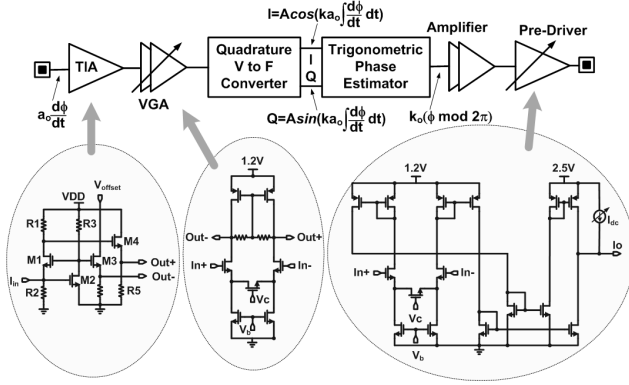 I=Acos(ka₀∫dϕ/dt dt)
Amplifier
Pre-Driver
TIA
VGA
Quadrature V to F Converter
I
Q
Trigonometric Phase Estimator
a₀dϕ/dt
Q=Asin(ka₀∫dϕ/dt dt)
k₀(ϕ mod 2π)
V_offset
VDD
R1
R3
M4
M1
M3
Out+
I_in
Out-
R2
M2
R5
1.2V
Out-
Out+
In+
In-
Vc
V_b
1.2V
2.5V
I_dc
Io
In+
In-
Vc
V_b